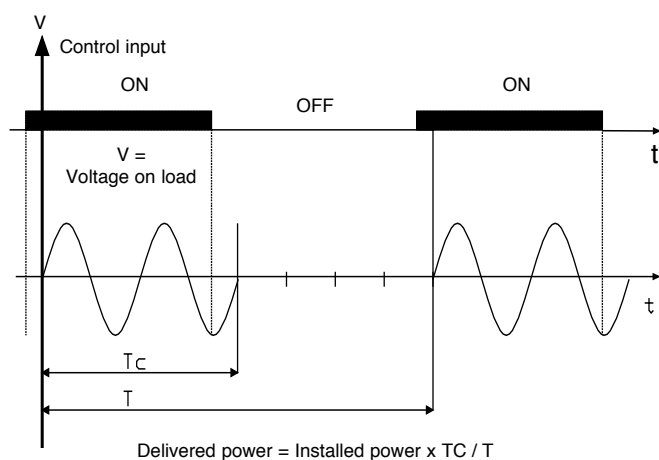 V
Control input
ON
OFF
ON
t
V =
Voltage on load
t
Tc
T
Delivered power = Installed power x TC / T